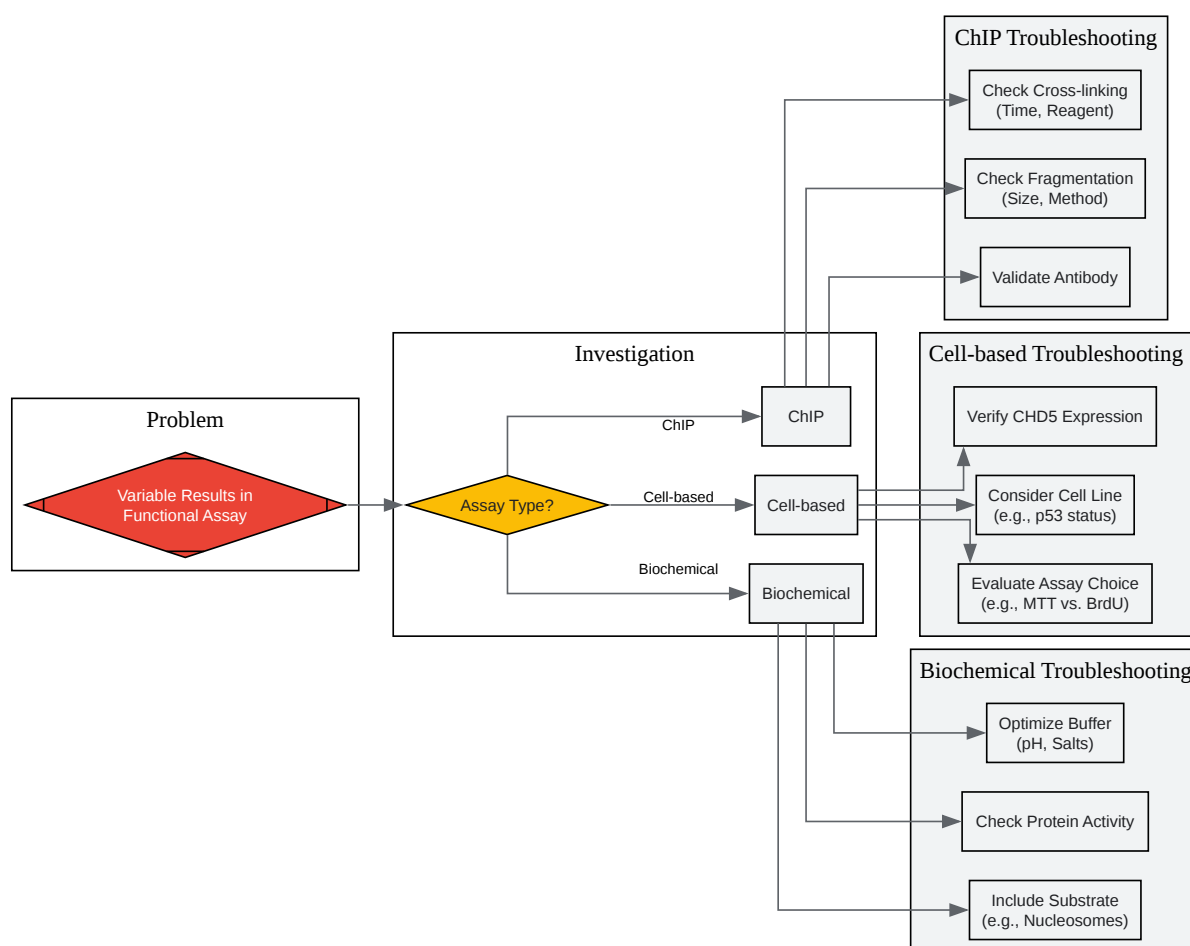 Problem
Variable Results in
Functional Assay
Investigation
Assay Type?
ChIP
Cell-based
Biochemical
ChIP
Cell-based
Biochemical
ChIP Troubleshooting
Check Cross-linking
(Time, Reagent)
Check Fragmentation
(Size, Method)
Validate Antibody
Cell-based Troubleshooting
Verify CHD5 Expression
Consider Cell Line
(e.g., p53 status)
Evaluate Assay Choice
(e.g., MTT vs. BrdU)
Biochemical Troubleshooting
Optimize Buffer
(pH, Salts)
Check Protein Activity
Include Substrate
(e.g., Nucleosomes)